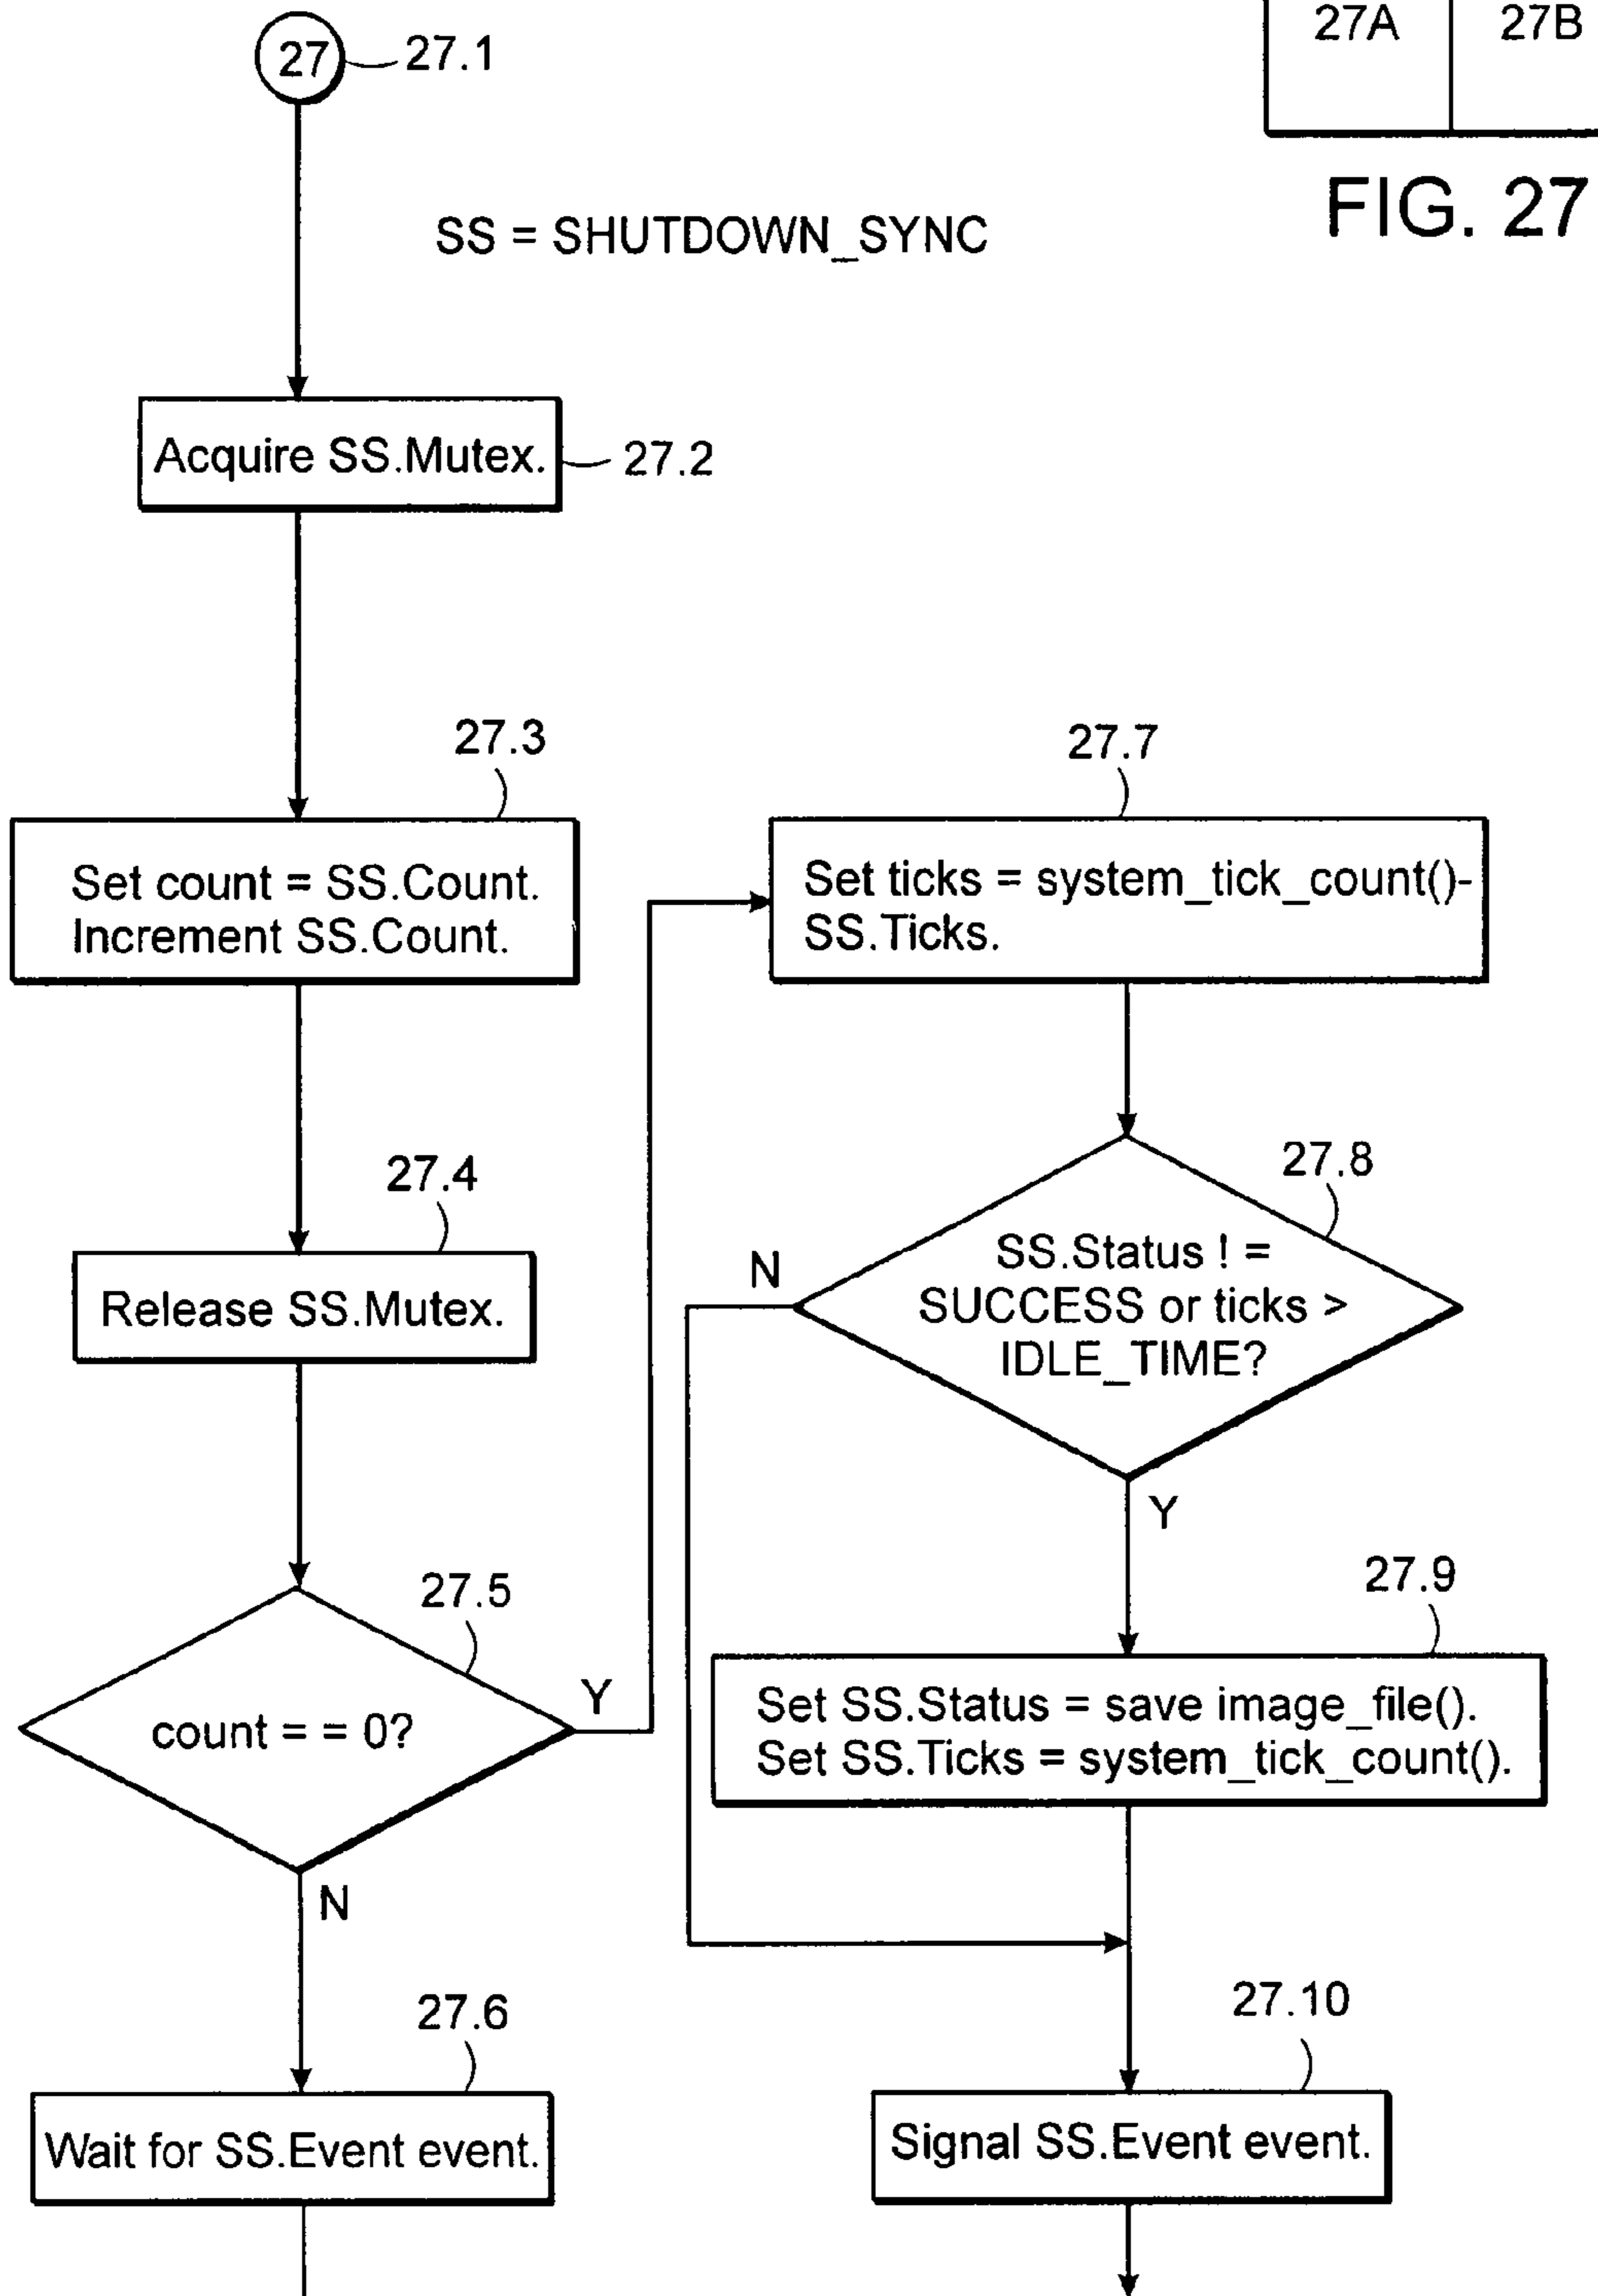 27
27.1
27A
27B
FIG. 27
SS = SHUTDOWN_SYNC
Acquire SS.Mutex.
27.2
27.3
Set count = SS.Count.
Increment SS.Count.
27.4
Release SS.Mutex.
27.5
count = = 0?
Y
N
27.6
Wait for SS.Event event.
27.7
Set ticks = system_tick_count()-
SS.Ticks.
27.8
SS.Status ! =
SUCCESS or ticks >
IDLE_TIME?
N
Y
27.9
Set SS.Status = save image_file().
Set SS.Ticks = system_tick_count().
27.10
Signal SS.Event event.